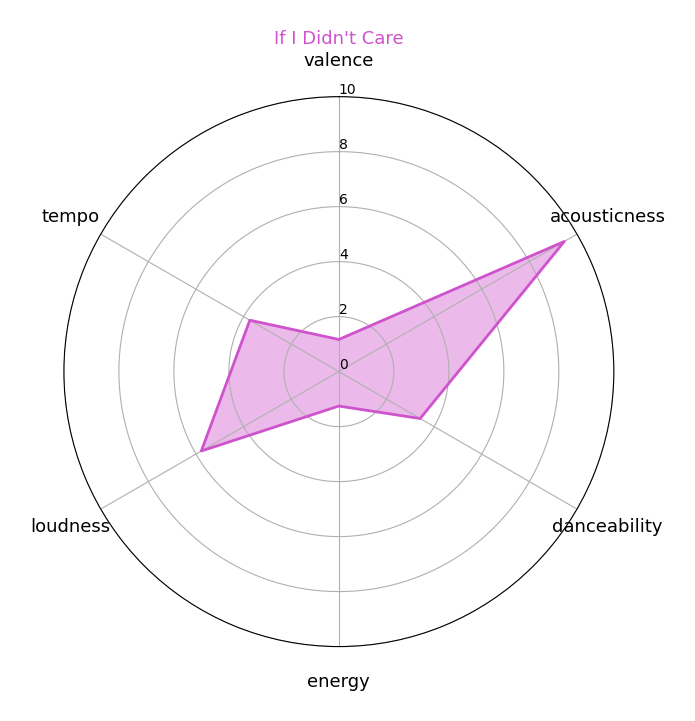 If I Didn't Care
valence
10
8
tempo
6
acousticness
4
2
0
loudness
danceability
energy